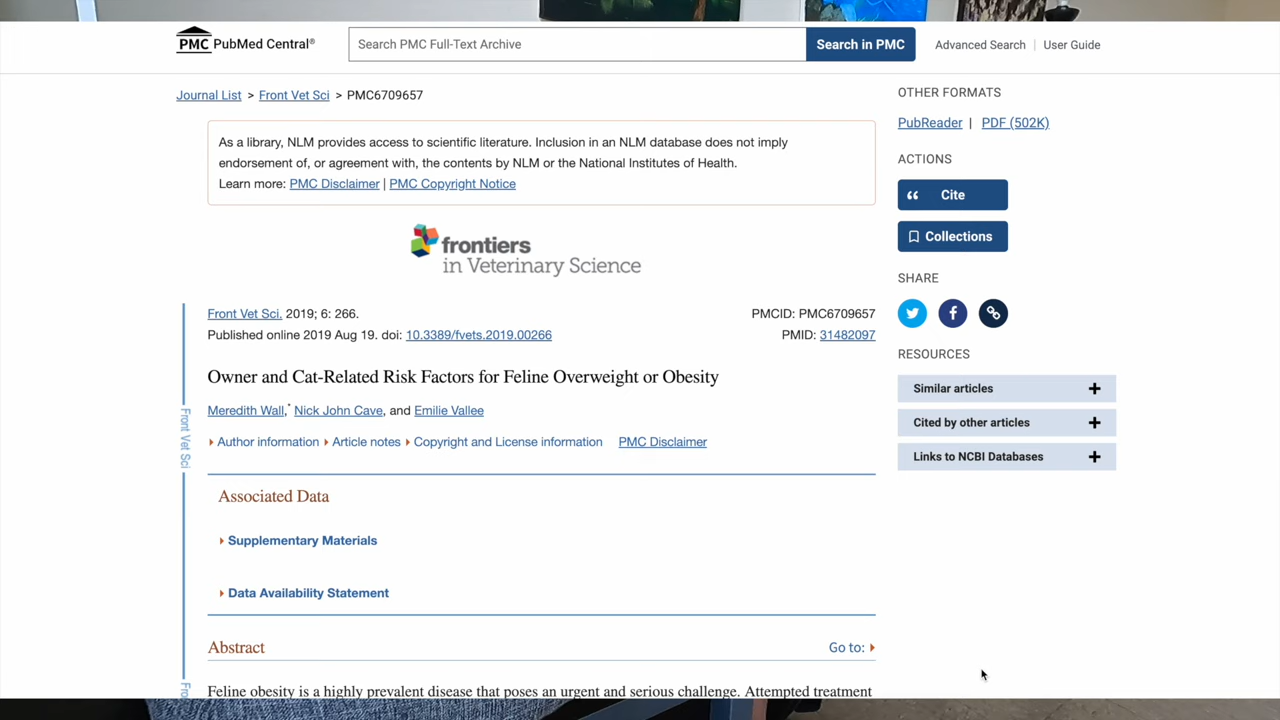 PMC PubMed Central®
Search PMC Full-Text Archive
Search in PMC
Advanced Search | User Guide
Journal List > Front Vet Sci > PMC6709657
As a library, NLM provides access to scientific literature. Inclusion in an NLM database does not imply
endorsement of, or agreement with, the contents by NLM or the National Institutes of Health.
Learn more: PMC Disclaimer | PMC Copyright Notice
frontiers
in Veterinary Science
Front Vet Sci. 2019; 6: 266.
PMCID: PMC6709657
Published online 2019 Aug 19. doi: 10.3389/fvets.2019.00266
PMID: 31482097
Owner and Cat-Related Risk Factors for Feline Overweight or Obesity
Meredith Wall,* Nick John Cave, and Emilie Vallee
Author information Article notes Copyright and License information PMC Disclaimer
Front Vet Sci
Associated Data
Supplementary Materials
Data Availability Statement
Abstract
Go to:
Feline obesity is a highly prevalent disease that poses an urgent and serious challenge. Attempted treatment
Fro
OTHER FORMATS
PubReader | PDF (502K)
ACTIONS
Cite
Collections
SHARE
RESOURCES
Similar articles
Cited by other articles
Links to NCBI Databases